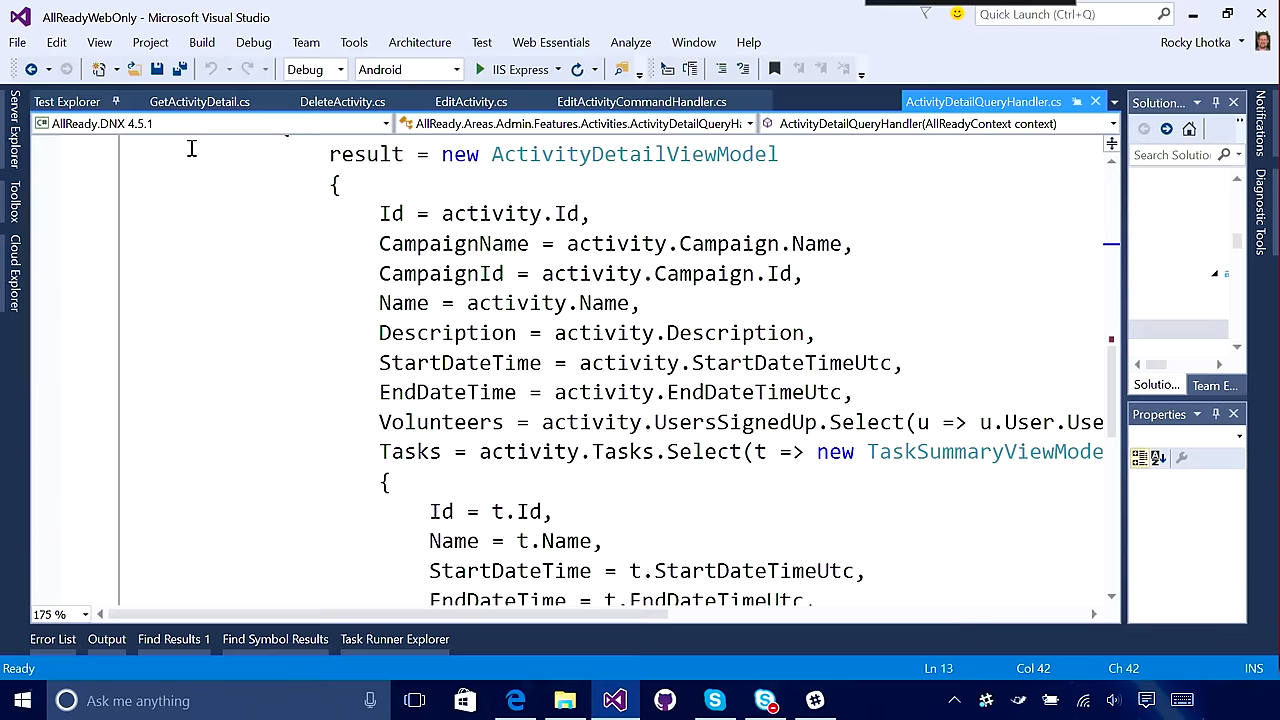 AllReadyWebOnly - Microsoft Visual Studio
Quick Launch (Ctrl+Q)
File Edit View Project Build Debug Team Tools Architecture Test Web Essentials Analyze Window Help
Rocky Lhotka
Debug Android IIS Express
Test Explorer GetActivityDetail.cs DeleteActivity.cs EditActivity.cs EditActivityCommandHandler.cs ActivityDetailQueryHandler.cs
AllReady.DNX 4.5.1 AllReady.Areas.Admin.Features.Activities.ActivityDetailQueryHa ActivityDetailQueryHandler(AllReadyContext context)
Server Explorer
Toolbox
Cloud Explorer
result = new ActivityDetailViewModel
{
Id = activity.Id,
CampaignName = activity.Campaign.Name,
CampaignId = activity.Campaign.Id,
Name = activity.Name,
Description = activity.Description,
StartDateTime = activity.StartDateTimeUtc,
EndDateTime = activity.EndDateTimeUtc,
Volunteers = activity.UsersSignedUp.Select(u => u.User.Use
Tasks = activity.Tasks.Select(t => new TaskSummaryViewMode
{
Id = t.Id,
Name = t.Name,
StartDateTime = t.StartDateTimeUtc,
EndDateTime = t.EndDateTimeUtc,
175 %
Solution...
Search Solutio
Solutio... Team E...
Properties
Notifications
Diagnostic Tools
Error List Output Find Results 1 Find Symbol Results Task Runner Explorer
Ready Ln 13 Col 42 Ch 42 INS
Ask me anything